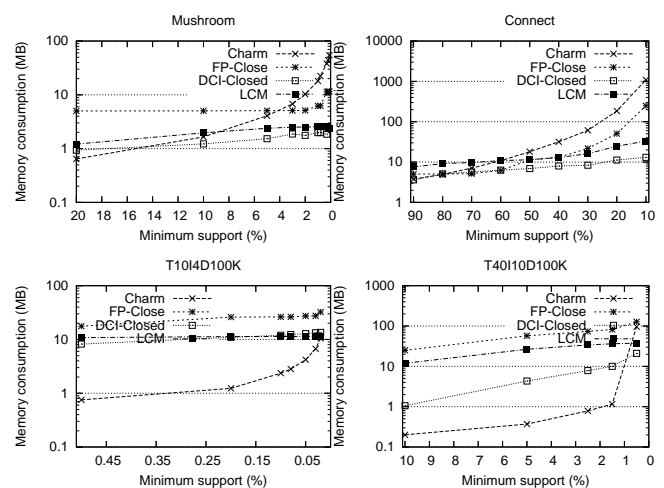 Mushroom
Memory consumption (MB)
100
10
1
0.1
20 18 16 14 12 10 8 6 4 2 0
Minimum support (%)
Charm
FP-Close
DCI-Closed
LCM
Connect
Memory consumption (MB)
10000
1000
100
10
1
90 80 70 60 50 40 30 20 10
Minimum support (%)
Charm
FP-Close
DCI-Closed
LCM
T10I4D100K
Memory consumption (MB)
100
10
1
0.1
0.45 0.35 0.25 0.15 0.05
Minimum support (%)
Charm
FP-Close
DCI-Closed
LCM
T40I10D100K
Memory consumption (MB)
1000
100
10
1
0.1
10 9 8 7 6 5 4 3 2 1 0
Minimum support (%)
Charm
FP-Close
DCI-Closed
LCM